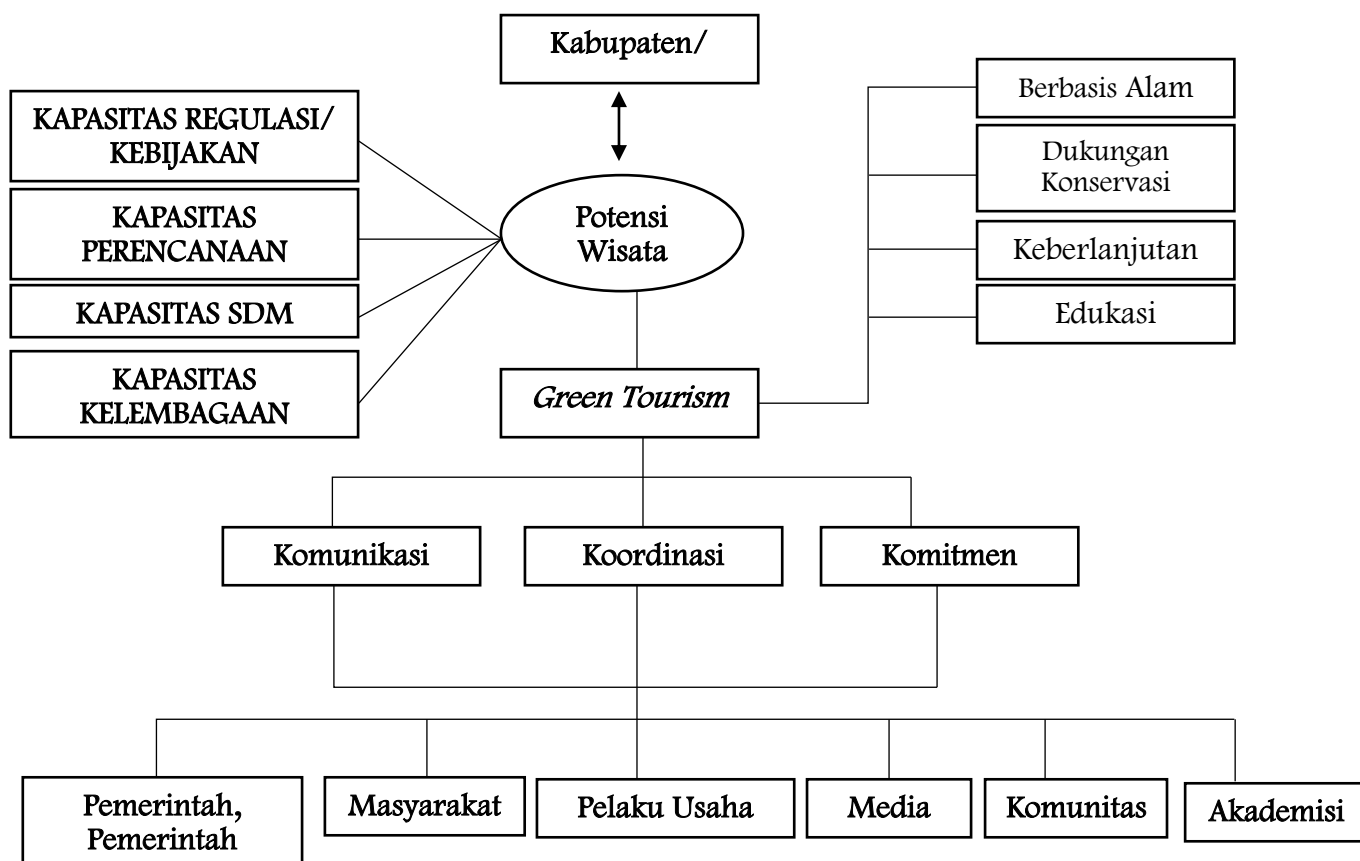 Kabupaten/
KAPASITAS REGULASI/
KEBIJAKAN
KAPASITAS
PERENCANAAN
KAPASITAS SDM
KAPASITAS
KELEMBAGAAN
Potensi
Wisata
Berbasis Alam
Dukungan
Konservasi
Keberlanjutan
Edukasi
Green Tourism
Komunikasi
Koordinasi
Komitmen
Pemerintah,
Pemerintah
Masyarakat
Pelaku Usaha
Media
Komunitas
Akademisi